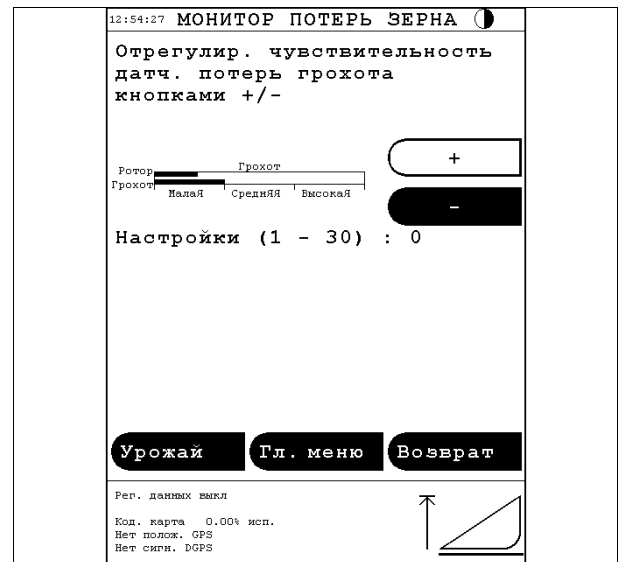 12:54:27 МОНИТОР ПОТЕРЬ ЗЕРНА
Отрегулир. чувствительность
датч. потерь грохота
кнопками +/-
+
Грохот
Ротор
Грохот
МалаЯ СреднЯЯ ВысокаЯ
-
Настройки (1 - 30) : 0
Урожай Гл. меню Возврат
Рег. данных выкл
Код. карта 0.00% исп.
Нет полож. GPS
Нет сигн. DGPS